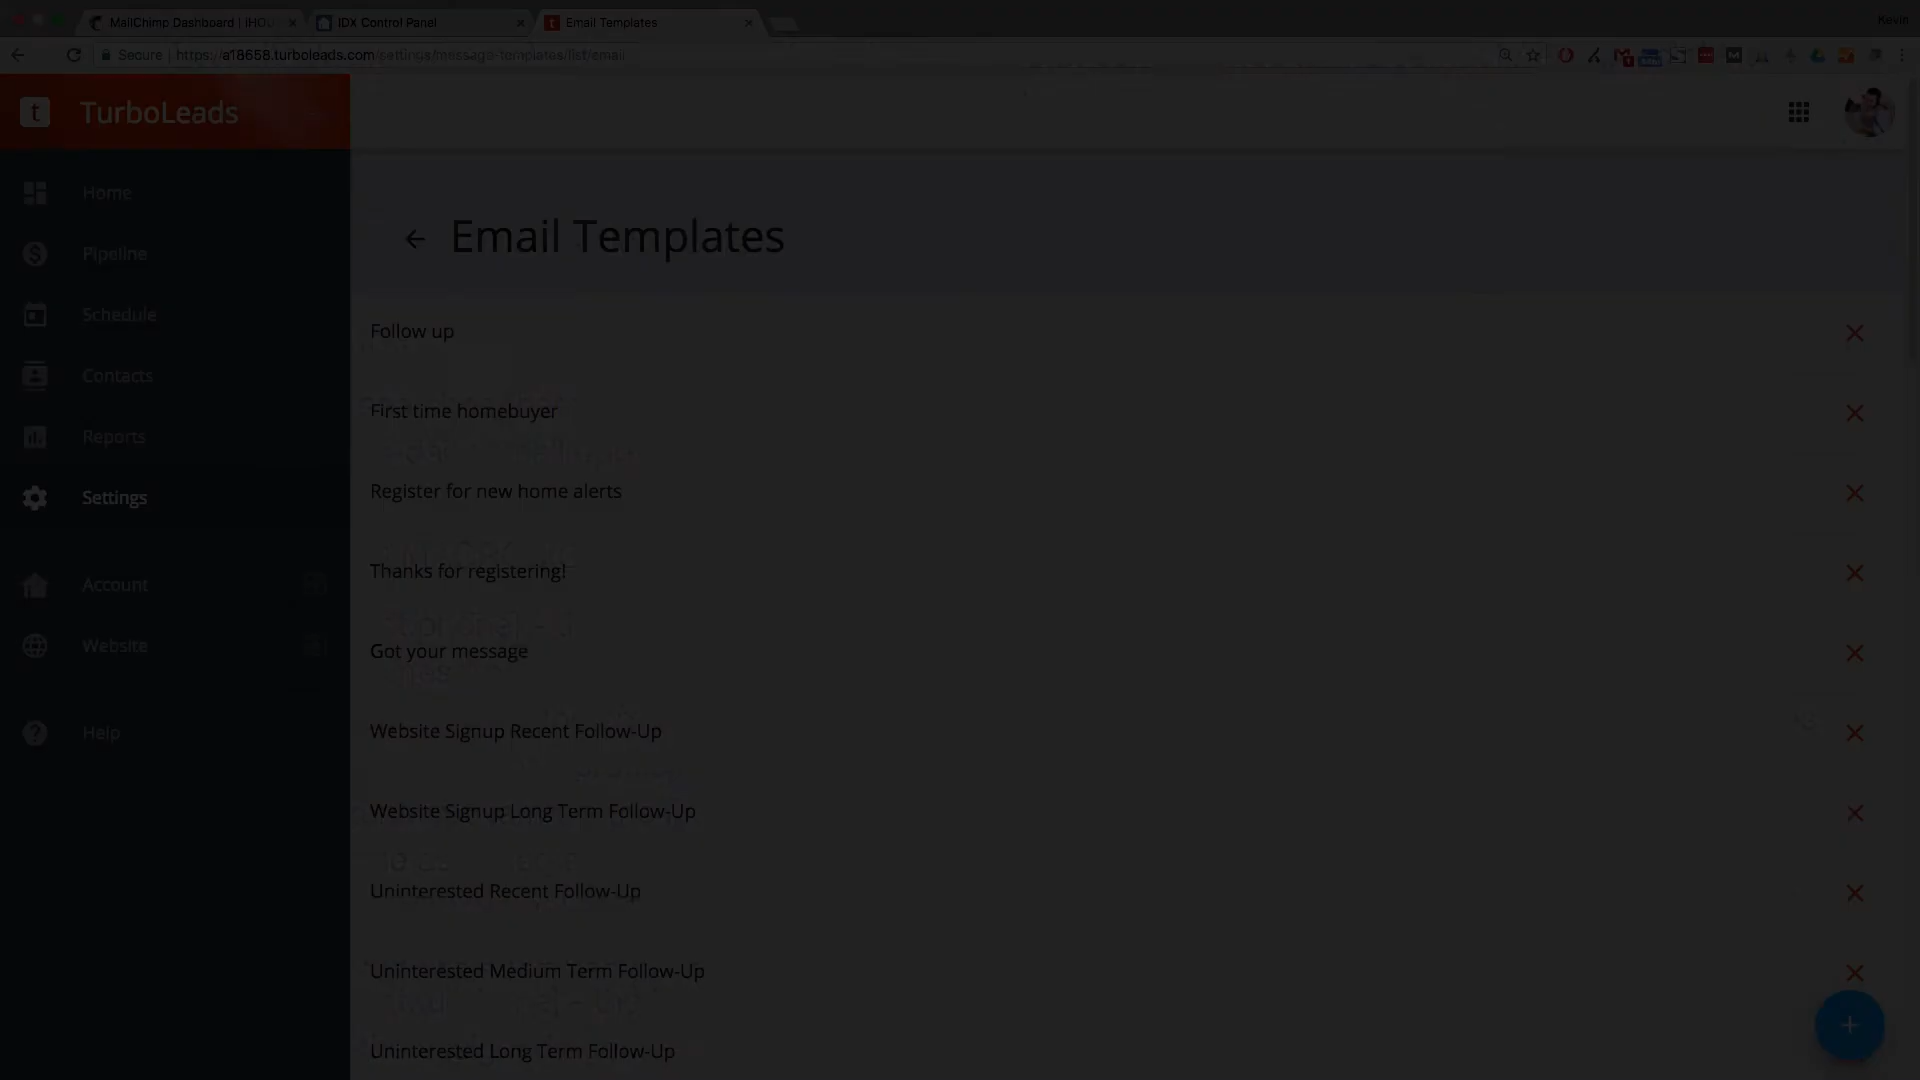 MailChimp Dashboard | IHOU
IDX Control Panel
Email Templates
Kevin
Secure
https://a18658.turboleads.com/settings/message-templates/list/email
t TurboLeads
Home
Pipeline
Schedule
Contacts
Reports
Settings
Account
Website
Help
Email Templates
Follow up
First time homebuyer
Register for new home alerts
Thanks for registering!
Got your message
Website Signup Recent Follow-Up
Website Signup Long Term Follow-Up
Uninterested Recent Follow-Up
Uninterested Medium Term Follow-Up
Uninterested Long Term Follow-Up